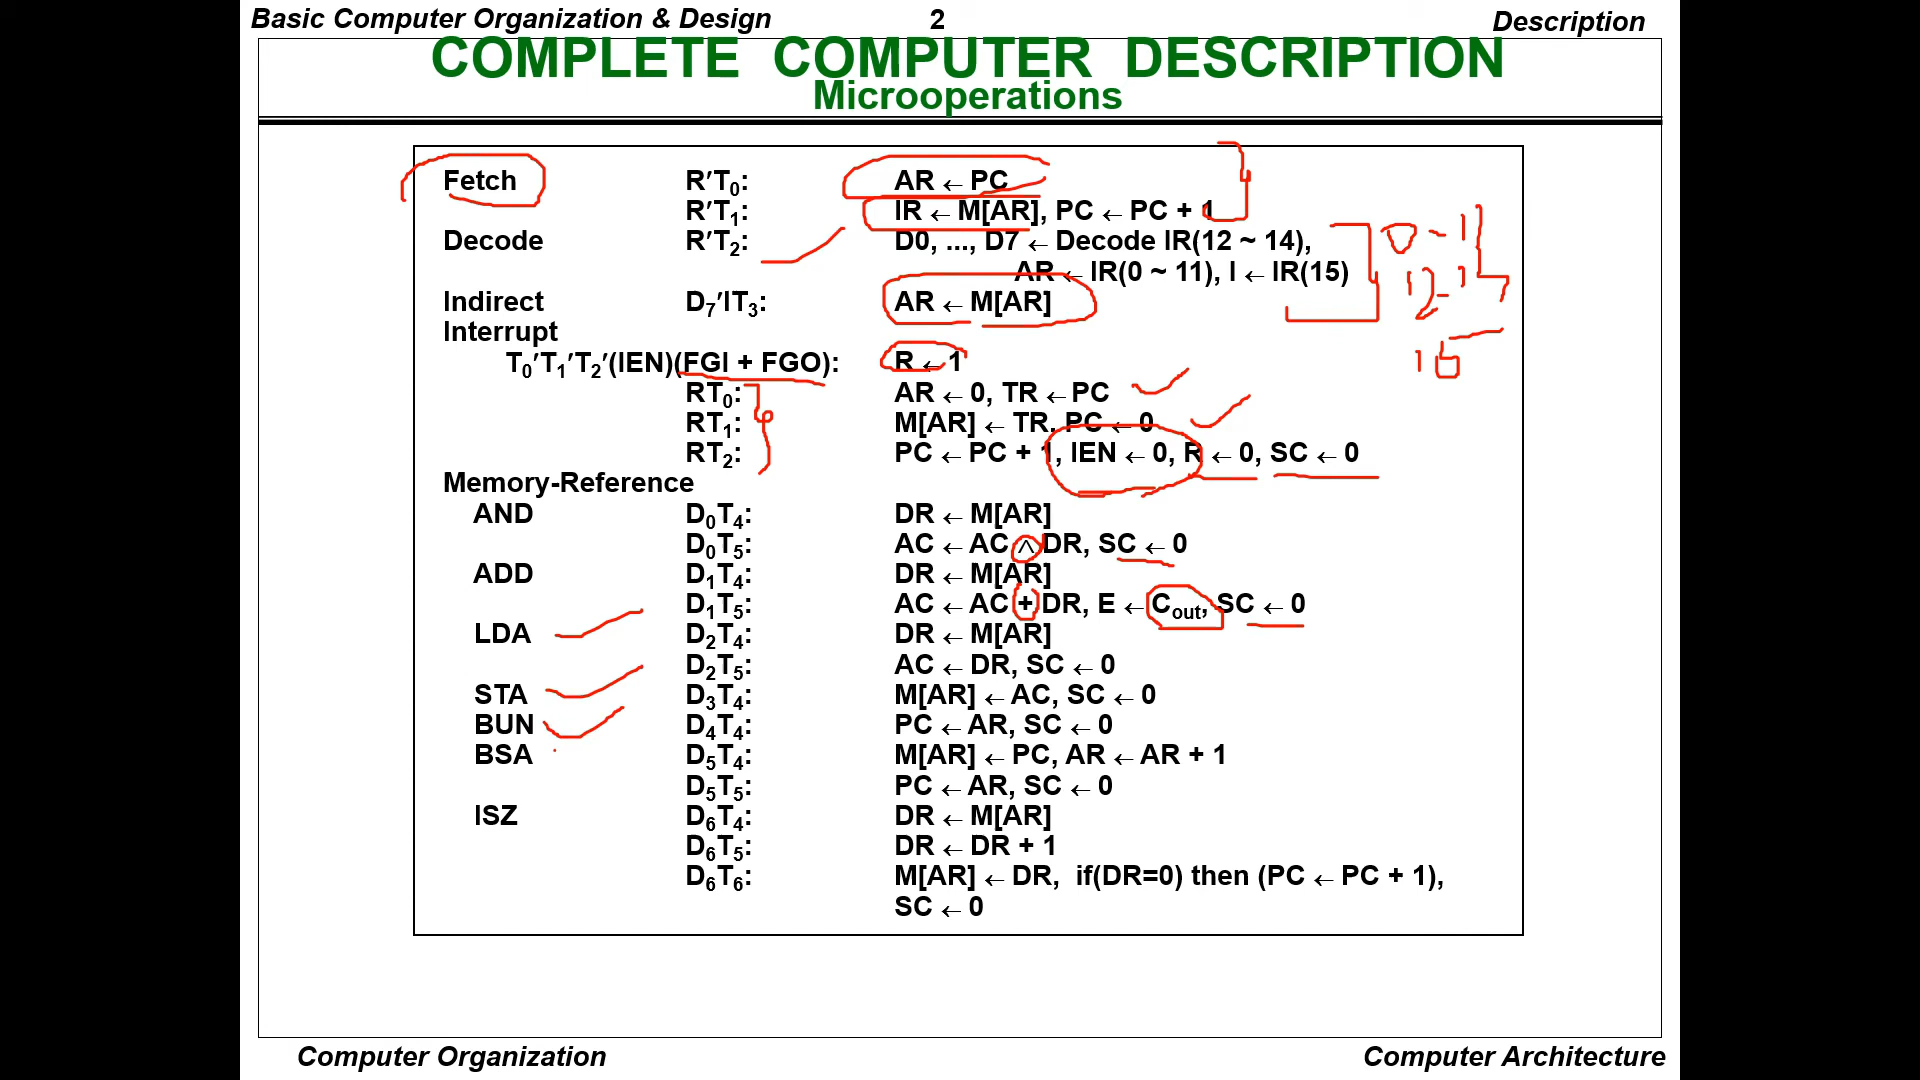 Basic Computer Organization & Design 2 Description
COMPLETE COMPUTER DESCRIPTION
Microoperations
Fetch R′T0: AR ← PC
R′T1: IR ← M[AR], PC ← PC + 1
Decode R′T2: D0, ..., D7 ← Decode IR(12 ~ 14),
AR ← IR(0 ~ 11), I ← IR(15)
Indirect D7′IT3: AR ← M[AR]
Interrupt
T0′T1′T2′(IEN)(FGI + FGO): R ← 1
RT0: AR ← 0, TR ← PC
RT1: M[AR] ← TR, PC ← 0
RT2: PC ← PC + 1, IEN ← 0, R ← 0, SC ← 0
Memory-Reference
AND D0T4: DR ← M[AR]
D0T5: AC ← AC ^ DR, SC ← 0
ADD D1T4: DR ← M[AR]
D1T5: AC ← AC + DR, E ← Cout, SC ← 0
LDA D2T4: DR ← M[AR]
D2T5: AC ← DR, SC ← 0
STA D3T4: M[AR] ← AC, SC ← 0
BUN D4T4: PC ← AR, SC ← 0
BSA D5T4: M[AR] ← PC, AR ← AR + 1
D5T5: PC ← AR, SC ← 0
ISZ D6T4: DR ← M[AR]
D6T5: DR ← DR + 1
D6T6: M[AR] ← DR, if(DR=0) then (PC ← PC + 1),
SC ← 0
16
Computer Organization Computer Architecture